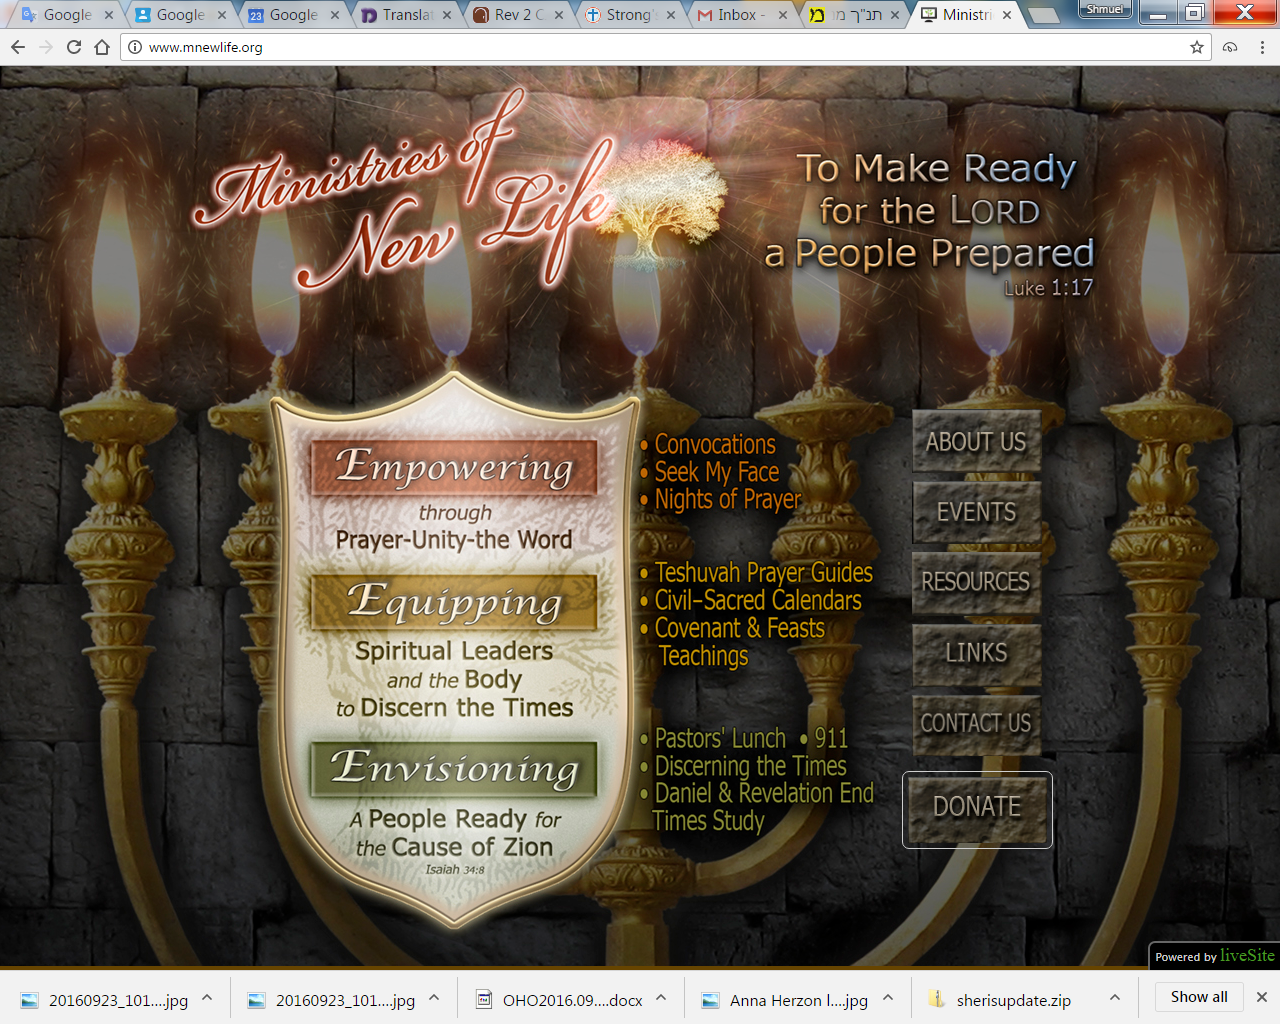 Google
Google
Google
Translat
Rev 2 C
Strong's
Inbox -
תנ"ך מו
Ministri
Shmuel
www.mnewlife.org
Ministries of
New Life
To Make Ready
for the LORD
a People Prepared
Luke 1:17
Empowering
through
Prayer-Unity-the Word
• Convocations
• Seek My Face
• Nights of Prayer
Equipping
Spiritual Leaders
and the Body
to Discern the Times
• Teshuvah Prayer Guides
• Civil-Sacred Calendars
• Covenant & Feasts
Teachings
Envisioning
A People Ready for
the Cause of Zion
Isaiah 34:8
• Pastors' Lunch • 911
• Discerning the Times
• Daniel & Revelation End
Times Study
ABOUT US
EVENTS
RESOURCES
LINKS
CONTACT US
DONATE
Powered by liveSite
20160923_101....jpg
20160923_101....jpg
OHO2016.09....docx
Anna Herzon l....jpg
sherisupdate.zip
Show all